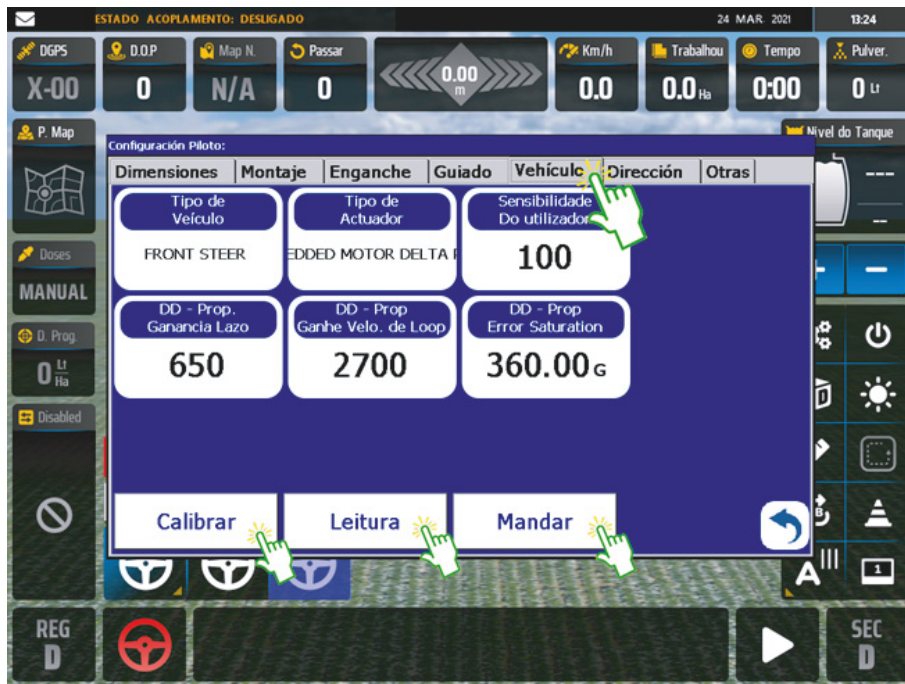 ESTADO ACOPLAMENTO: DESLIGADO
24 MAR. 2021
13:24
DGPS
X-00
D.O.P
0
Map N.
N/A
Passar
0
0.00
m
Km/h
0.0
Trabalhou
0.0 Ha
Tempo
0:00
Pulver.
0 Lt
P. Map
Nivel do Tanque
---
--
Configuración Piloto:
Dimensiones Montaje Enganche Guiado Vehículo Dirección Otras
Tipo de
Veículo
FRONT STEER
Tipo de
Actuador
EDDED MOTOR DELTA
Sensibilidade
Do utilizador
100
DD - Prop.
Ganancia Lazo
650
DD - Prop
Ganhe Velo. de Loop
2700
DD - Prop
Error Saturation
360.00 G
Calibrar
Leitura
Mandar
Doses
MANUAL
D. Prog.
0 Lt
Ha
Disabled
D
B
A
1
REG
D
SEC
D